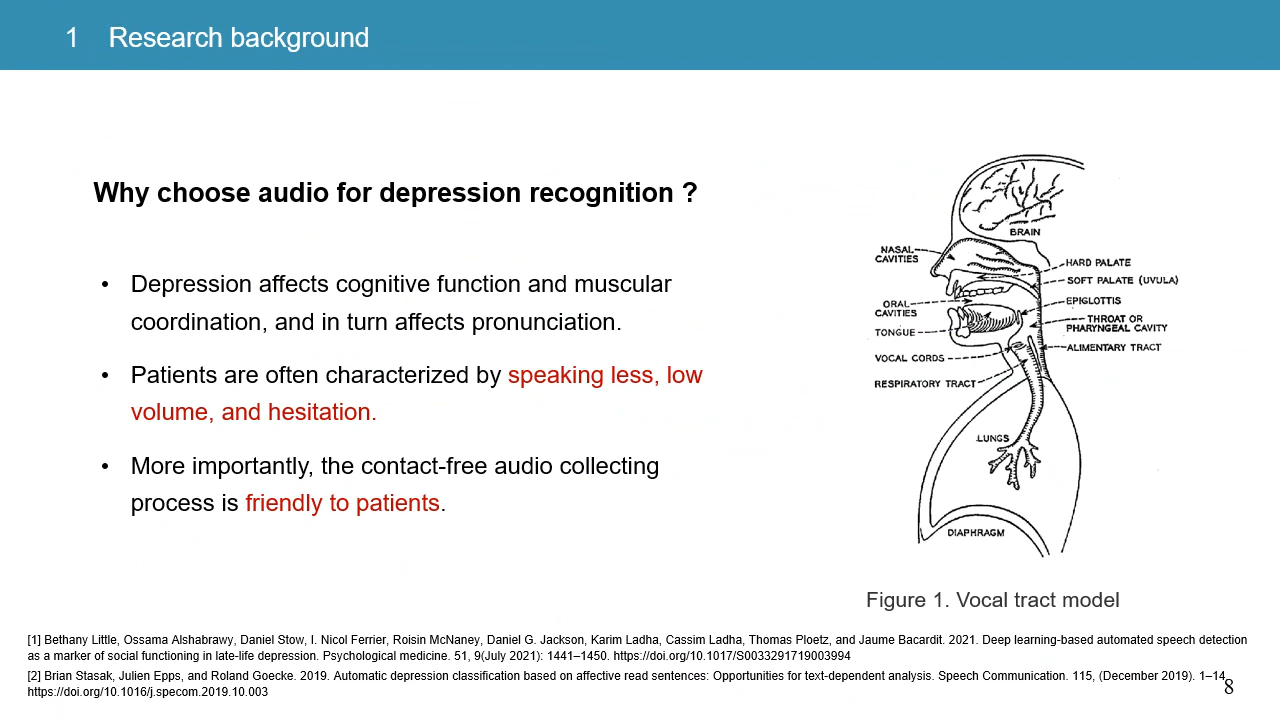 1 Research background
Why choose audio for depression recognition ?
• Depression affects cognitive function and muscular
coordination, and in turn affects pronunciation.
• Patients are often characterized by speaking less, low
volume, and hesitation.
• More importantly, the contact-free audio collecting
process is friendly to patients.
BRAIN
NASAL
CAVITIES
HARD PALATE
SOFT PALATE (UVULA)
ORAL
CAVITIES
EPIGLOTTIS
THROAT OR
PHARYNGEAL CAVITY
TONGUE
ALIMENTARY TRACT
VOCAL CORDS
RESPIRATORY TRACT
LUNGS
DIAPHRAGM
Figure 1. Vocal tract model
[1] Bethany Little, Ossama Alshabrawy, Daniel Stow, I. Nicol Ferrier, Roisin McNaney, Daniel G. Jackson, Karim Ladha, Cassim Ladha, Thomas Ploetz, and Jaume Bacardit. 2021. Deep learning-based automated speech detection
as a marker of social functioning in late-life depression. Psychological medicine. 51, 9(July 2021): 1441–1450. https://doi.org/10.1017/S0033291719003994
[2] Brian Stasak, Julien Epps, and Roland Goecke. 2019. Automatic depression classification based on affective read sentences: Opportunities for text-dependent analysis. Speech Communication. 115, (December 2019). 1–14.
https://doi.org/10.1016/j.specom.2019.10.003
8